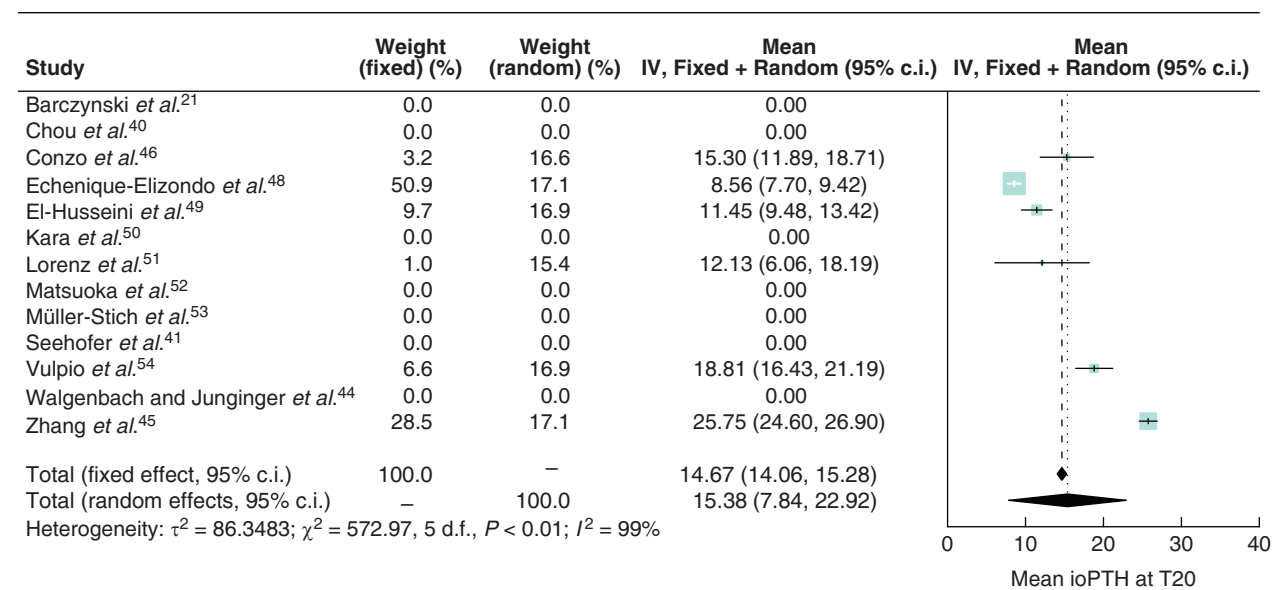 Study Weight (fixed) (%) Weight (random) (%) Mean IV, Fixed + Random (95% c.i.) Mean IV, Fixed + Random (95% c.i.)
Barczynski et al.21 0.0 0.0 0.00
Chou et al.40 0.0 0.0 0.00
Conzo et al.46 3.2 16.6 15.30 (11.89, 18.71)
Echenique-Elizondo et al.48 50.9 17.1 8.56 (7.70, 9.42)
El-Husseini et al.49 9.7 16.9 11.45 (9.48, 13.42)
Kara et al.50 0.0 0.0 0.00
Lorenz et al.51 1.0 15.4 12.13 (6.06, 18.19)
Matsuoka et al.52 0.0 0.0 0.00
Müller-Stich et al.53 0.0 0.0 0.00
Seehofer et al.41 0.0 0.0 0.00
Vulpio et al.54 6.6 16.9 18.81 (16.43, 21.19)
Walgenbach and Junginger et al.44 0.0 0.0 0.00
Zhang et al.45 28.5 17.1 25.75 (24.60, 26.90)
Total (fixed effect, 95% c.i.) 100.0 – 14.67 (14.06, 15.28)
Total (random effects, 95% c.i.) – 100.0 15.38 (7.84, 22.92)
Heterogeneity: τ2 = 86.3483; χ2 = 572.97, 5 d.f., P < 0.01; I2 = 99%
0 10 20 30 40
Mean ioPTH at T20